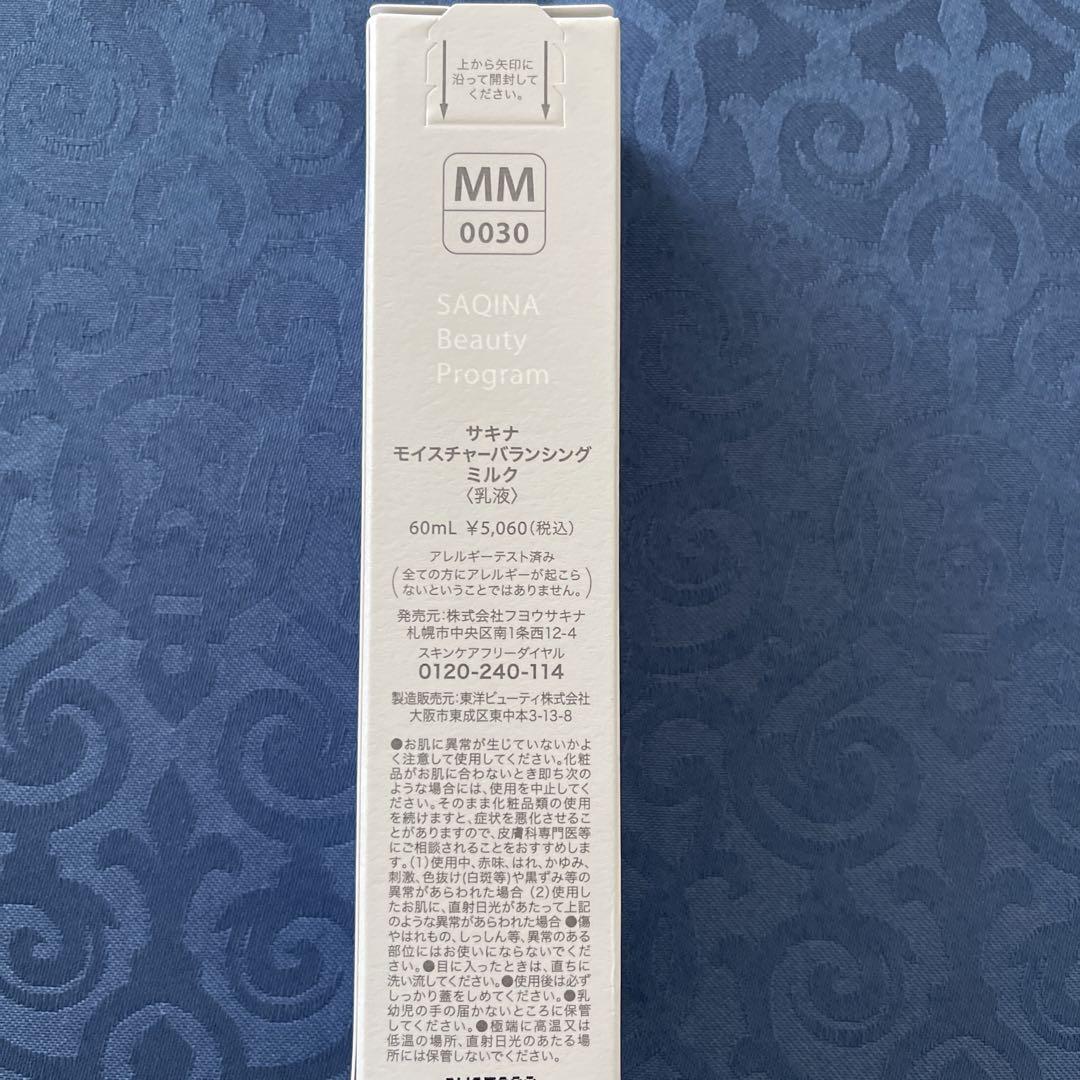 上から矢印に
沿って開封して
ください。
MM
0030
SAQINA
Beauty
Program
サキナ
モイスチャーバランシング
ミルク
〈乳液〉
60mL ¥5,060(税込)
アレルギーテスト済み
(全ての方にアレルギーが起こら
ないということではありません。)
発売元:株式会社フヨウサキナ
札幌市中央区南1条西12-4
スキンケアフリーダイヤル
0120-240-114
製造販売元:東洋ビューティ株式会社
大阪市東成区東中本3-13-8
●お肌に異常が生じていないかよ
く注意して使用してください。化粧
品がお肌に合わないとき即ち次の
ような場合には、使用を中止してく
ださい。そのまま化粧品類の使用
を続けますと、症状を悪化させるこ
とがありますので、皮膚科専門医等
にご相談されることをおすすめしま
す。(1)使用中、赤味、はれ、かゆみ、
刺激、色抜け(白斑等)や黒ずみ等の
異常があらわれた場合 (2)使用し
たお肌に、直射日光があたって上記
のような異常があらわれた場合 ●傷
やはれもの、しっしん等、異常のある
部位にはお使いにならないでくだ
さい。●目に入ったときは、直ちに
洗い流してください。●使用後は必ず
しっかり蓋をしめてください。●乳
幼児の手の届かないところに保管
してください。●極端に高温又は
低温の場所、直射日光のあたる場
所には保管しないでください。